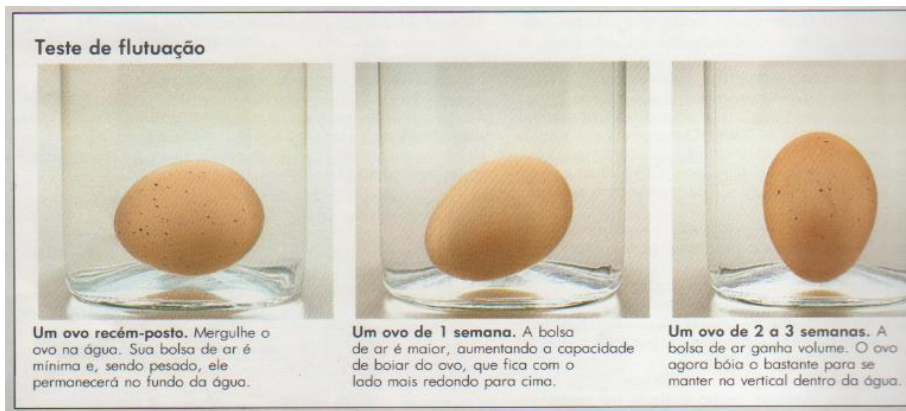 Teste de flutuação
Um ovo recém-posto. Mergulhe o
ovo na água. Sua bolsa de ar é
mínima e, sendo pesado, ele
permanecerá no fundo da água.
Um ovo de 1 semana. A bolsa
de ar é maior, aumentando a capacidade
de boiar do ovo, que fica com o
lado mais redondo para cima.
Um ovo de 2 a 3 semanas. A
bolsa de ar ganha volume. O ovo
agora bóia o bastante para se
manter na vertical dentro da água.